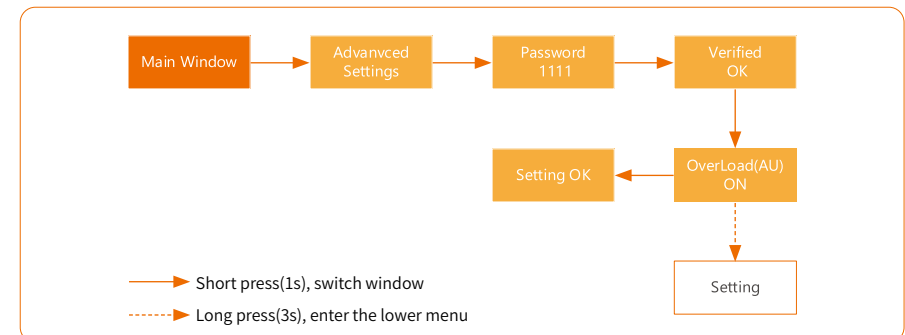 Main Window
Advanvced
Settings
Password
1111
Verified
OK
Setting OK
OverLoad(AU)
ON
Setting
Short press(1s), switch window
Long press(3s), enter the lower menu